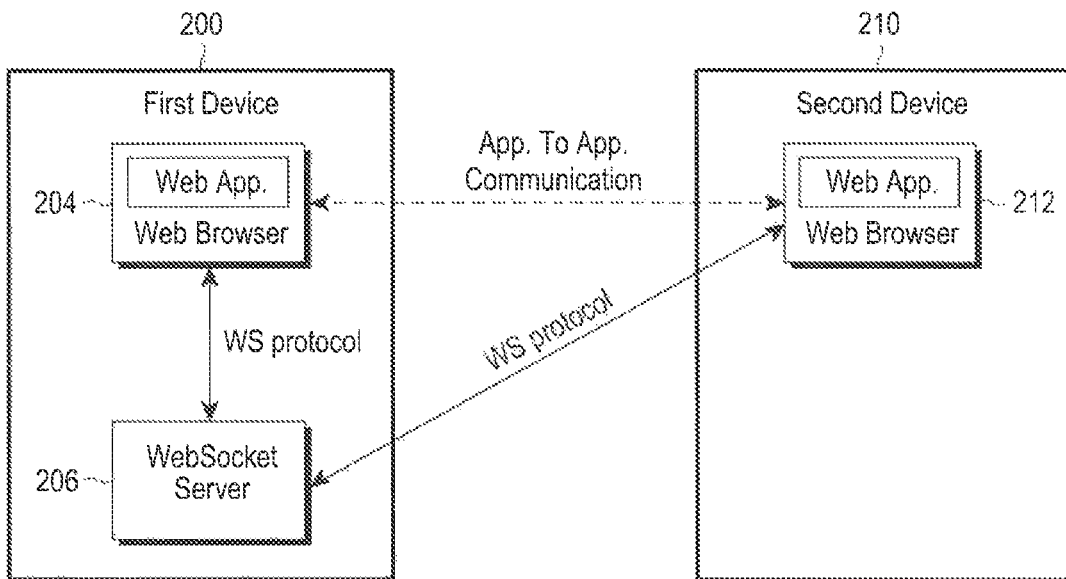 200
210
First Device
Second Device
App. To App.
Communication
Web App.
Web Browser
204
Web App.
Web Browser
212
WS protocol
WS protocol
WebSocket
Server
206